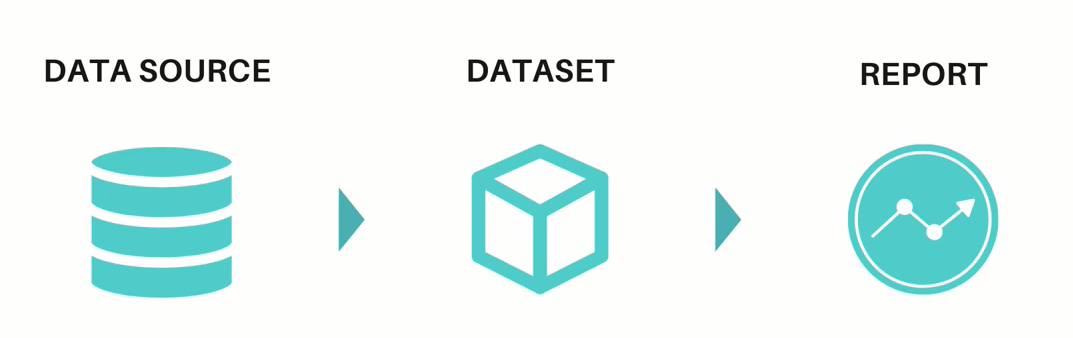 DATA SOURCE
DATASET
REPORT